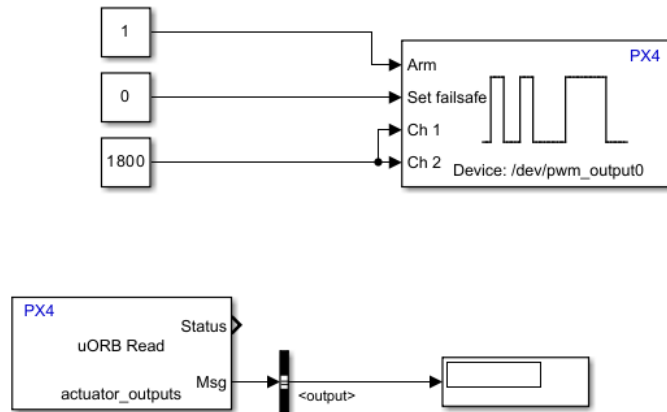 1
PX4
Arm
0
Set failsafe
Ch 1
1800
Ch 2
Device: /dev/pwm_output0
PX4
Status
uORB Read
Msg
actuator_outputs
<output>